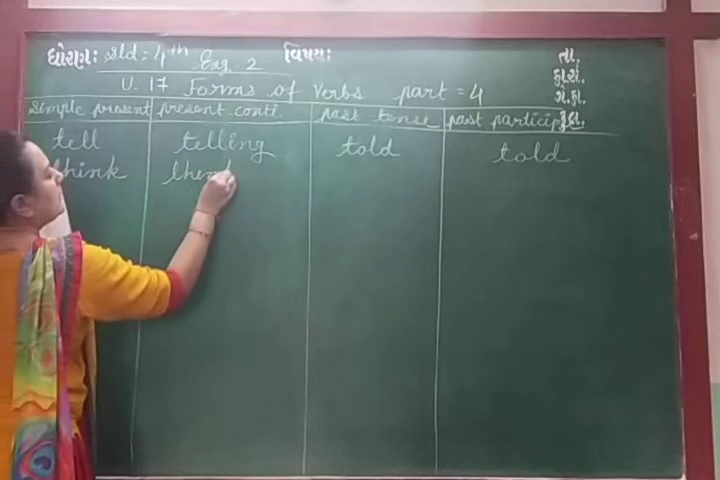 ધોરણઃ Std = 4th Eng. 2 વિષયઃ તા.
કુ.સં.
ગે.હા.
કુ.હા.
U. 17 Forms of Verbs part = 4
Simple present present conti. past tense past particip
tell telling told told
think